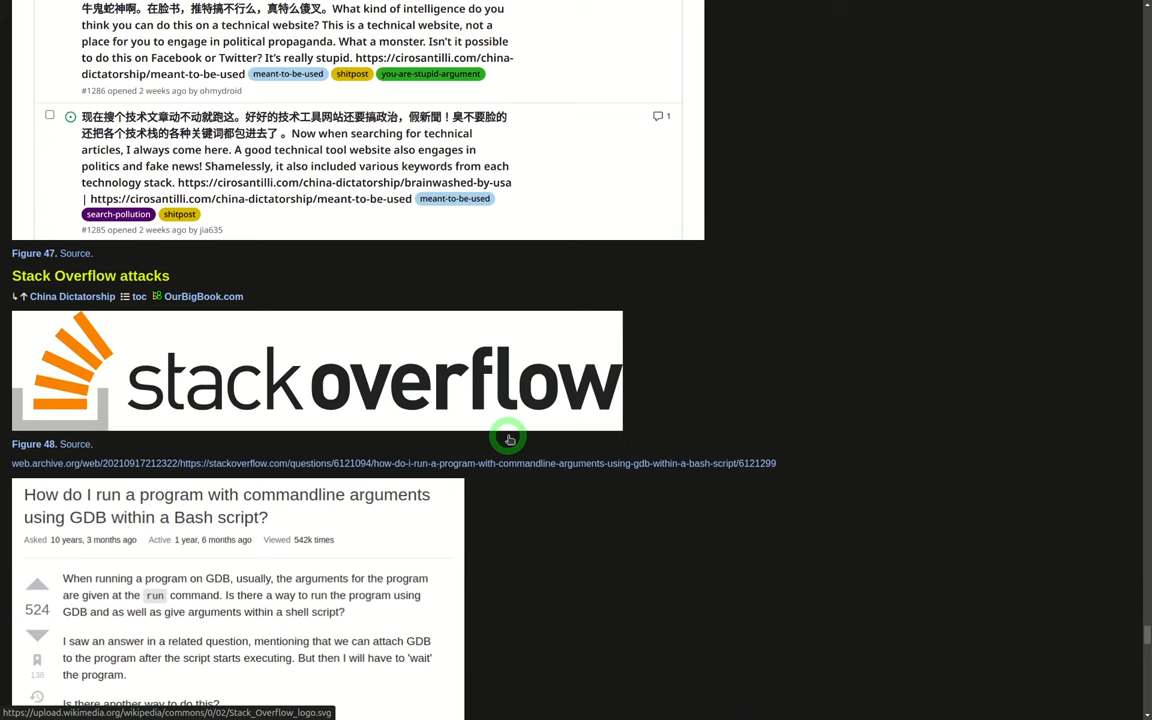 牛鬼蛇神啊。在脸书，推特搞不行么，真特么傻叉。What kind of intelligence do you
think you can do this on a technical website? This is a technical website, not a
place for you to engage in political propaganda. What a monster. Isn't it possible
to do this on Facebook or Twitter? It's really stupid. https://cirosantilli.com/china-
dictatorship/meant-to-be-used meant-to-be-used shitpost you-are-stupid-argument
#1286 opened 2 weeks ago by ohmydroid
现在搜个技术文章动不动就跑这。好好的技术工具网站还要搞政治，假新聞！臭不要脸的 1
还把各个技术栈的各种关键词都包进去了 。Now when searching for technical
articles, I always come here. A good technical tool website also engages in
politics and fake news! Shamelessly, it also included various keywords from each
technology stack. https://cirosantilli.com/china-dictatorship/brainwashed-by-usa
| https://cirosantilli.com/china-dictatorship/meant-to-be-used meant-to-be-used
search-pollution shitpost
#1285 opened 2 weeks ago by jia635
Figure 47. Source.
Stack Overflow attacks
China Dictatorship toc OurBigBook.com
stackoverflow
Figure 48. Source.
web.archive.org/web/20210917212322/https://stackoverflow.com/questions/6121094/how-do-i-run-a-program-with-commandline-arguments-using-gdb-within-a-bash-script/6121299
How do I run a program with commandline arguments
using GDB within a Bash script?
Asked 10 years, 3 months ago Active 1 year, 6 months ago Viewed 542k times
When running a program on GDB, usually, the arguments for the program
are given at the run command. Is there a way to run the program using
524
GDB and as well as give arguments within a shell script?
I saw an answer in a related question, mentioning that we can attach GDB
to the program after the script starts executing. But then I will have to 'wait'
138
the program.
Is there another way to do this?
https://upload.wikimedia.org/wikipedia/commons/0/02/Stack_Overflow_logo.svg